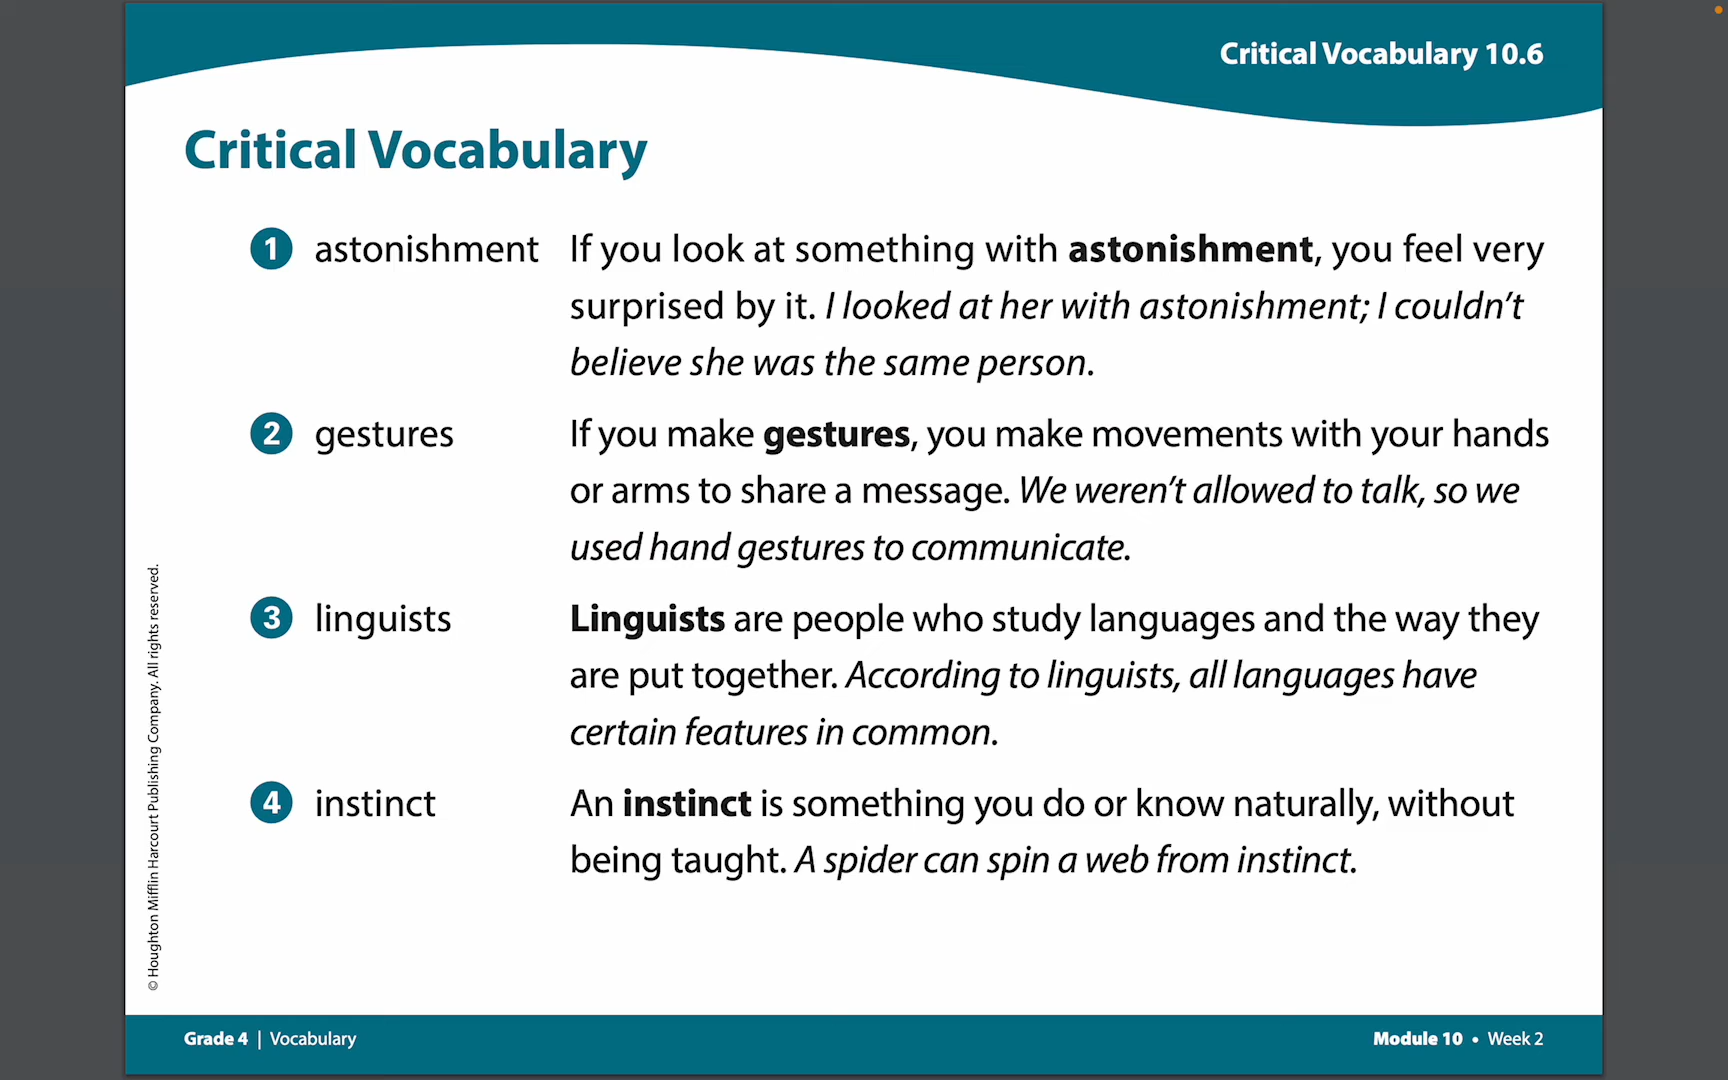 Critical Vocabulary 10.6
Critical Vocabulary
1 astonishment If you look at something with astonishment, you feel very
surprised by it. I looked at her with astonishment; I couldn’t
believe she was the same person.
2 gestures If you make gestures, you make movements with your hands
or arms to share a message. We weren’t allowed to talk, so we
used hand gestures to communicate.
3 linguists Linguists are people who study languages and the way they
are put together. According to linguists, all languages have
certain features in common.
4 instinct An instinct is something you do or know naturally, without
being taught. A spider can spin a web from instinct.
© Houghton Mifflin Harcourt Publishing Company. All rights reserved.
Grade 4 | Vocabulary
Module 10 • Week 2